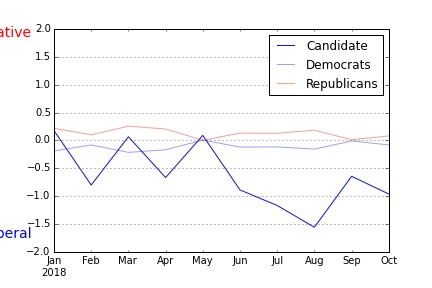 ative
2.0
1.5
1.0
0.5
0.0
−0.5
−1.0
−1.5
−2.0
peral
Candidate
Democrats
Republicans
Jan Feb Mar Apr May Jun Jul Aug Sep Oct
2018